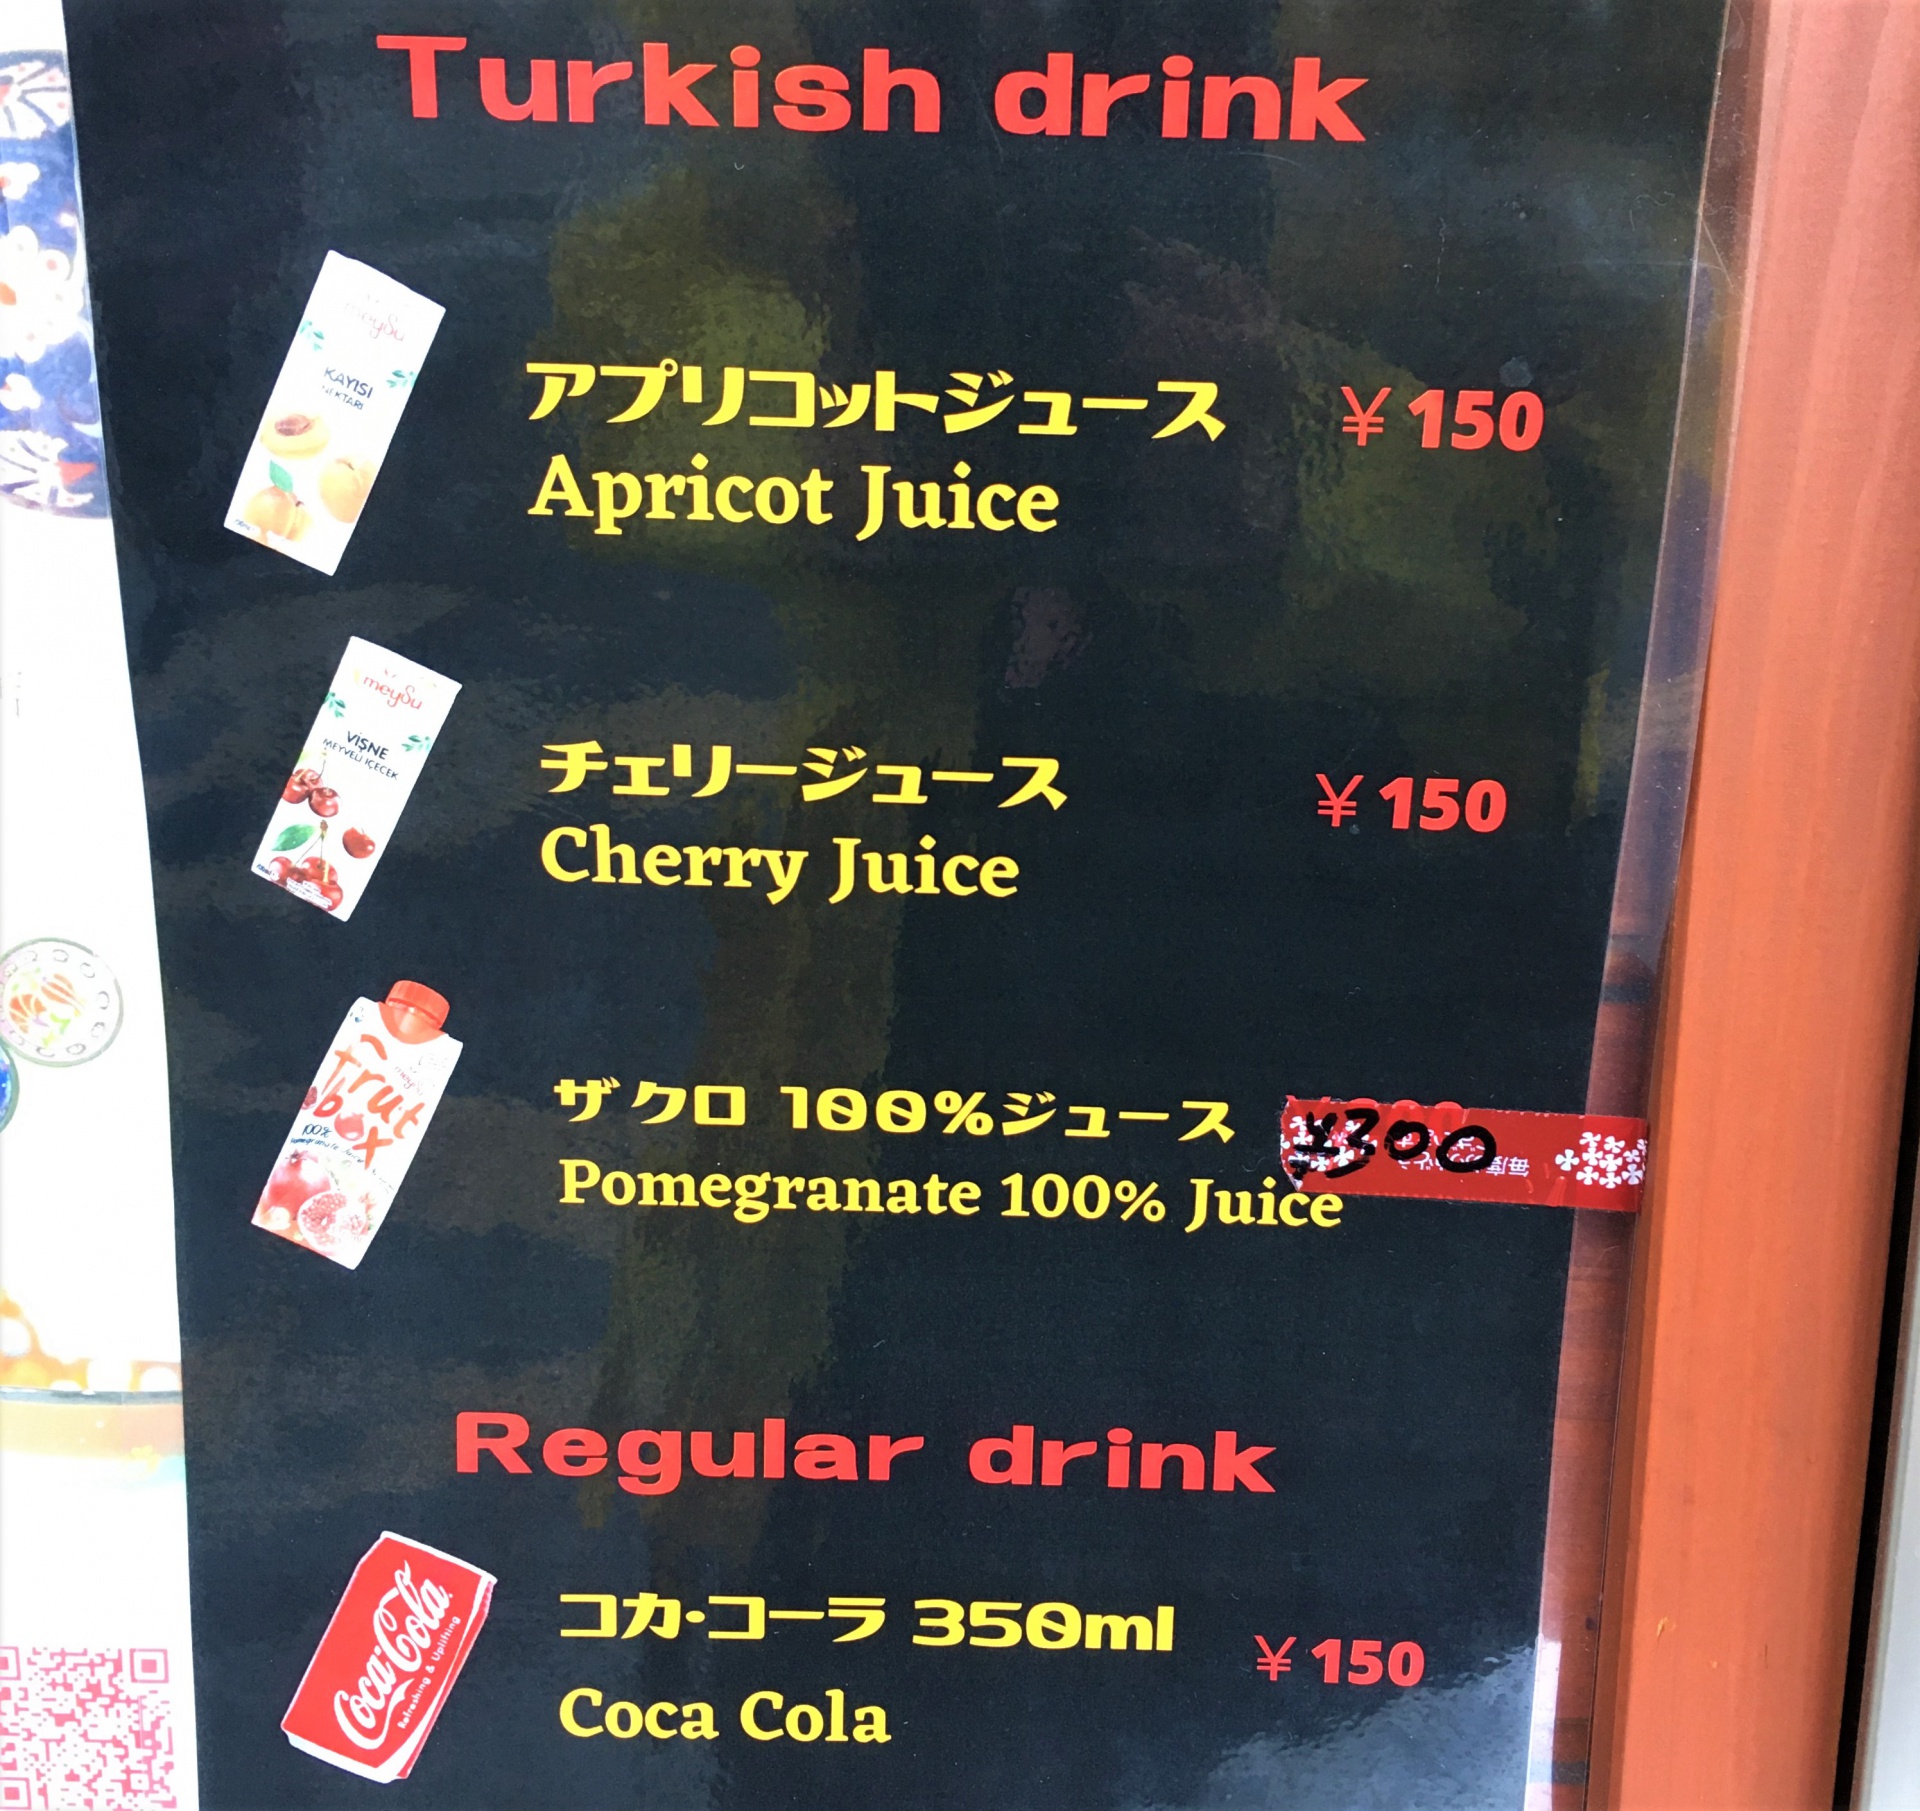 Turkish drink
meySu
KAYISI
NEKTARI
アプリコットジュース ¥150
Apricot Juice
meySu
VİŞNE
MEYVELİ İÇECEK
チェリージュース ¥150
Cherry Juice
Frut
box
100%
ザクロ 100%ジュース ¥300
Pomegranate 100% Juice
Regular drink
Coca-Cola
Refreshing & Uplifting
コカ・コーラ 350ml ¥150
Coca Cola